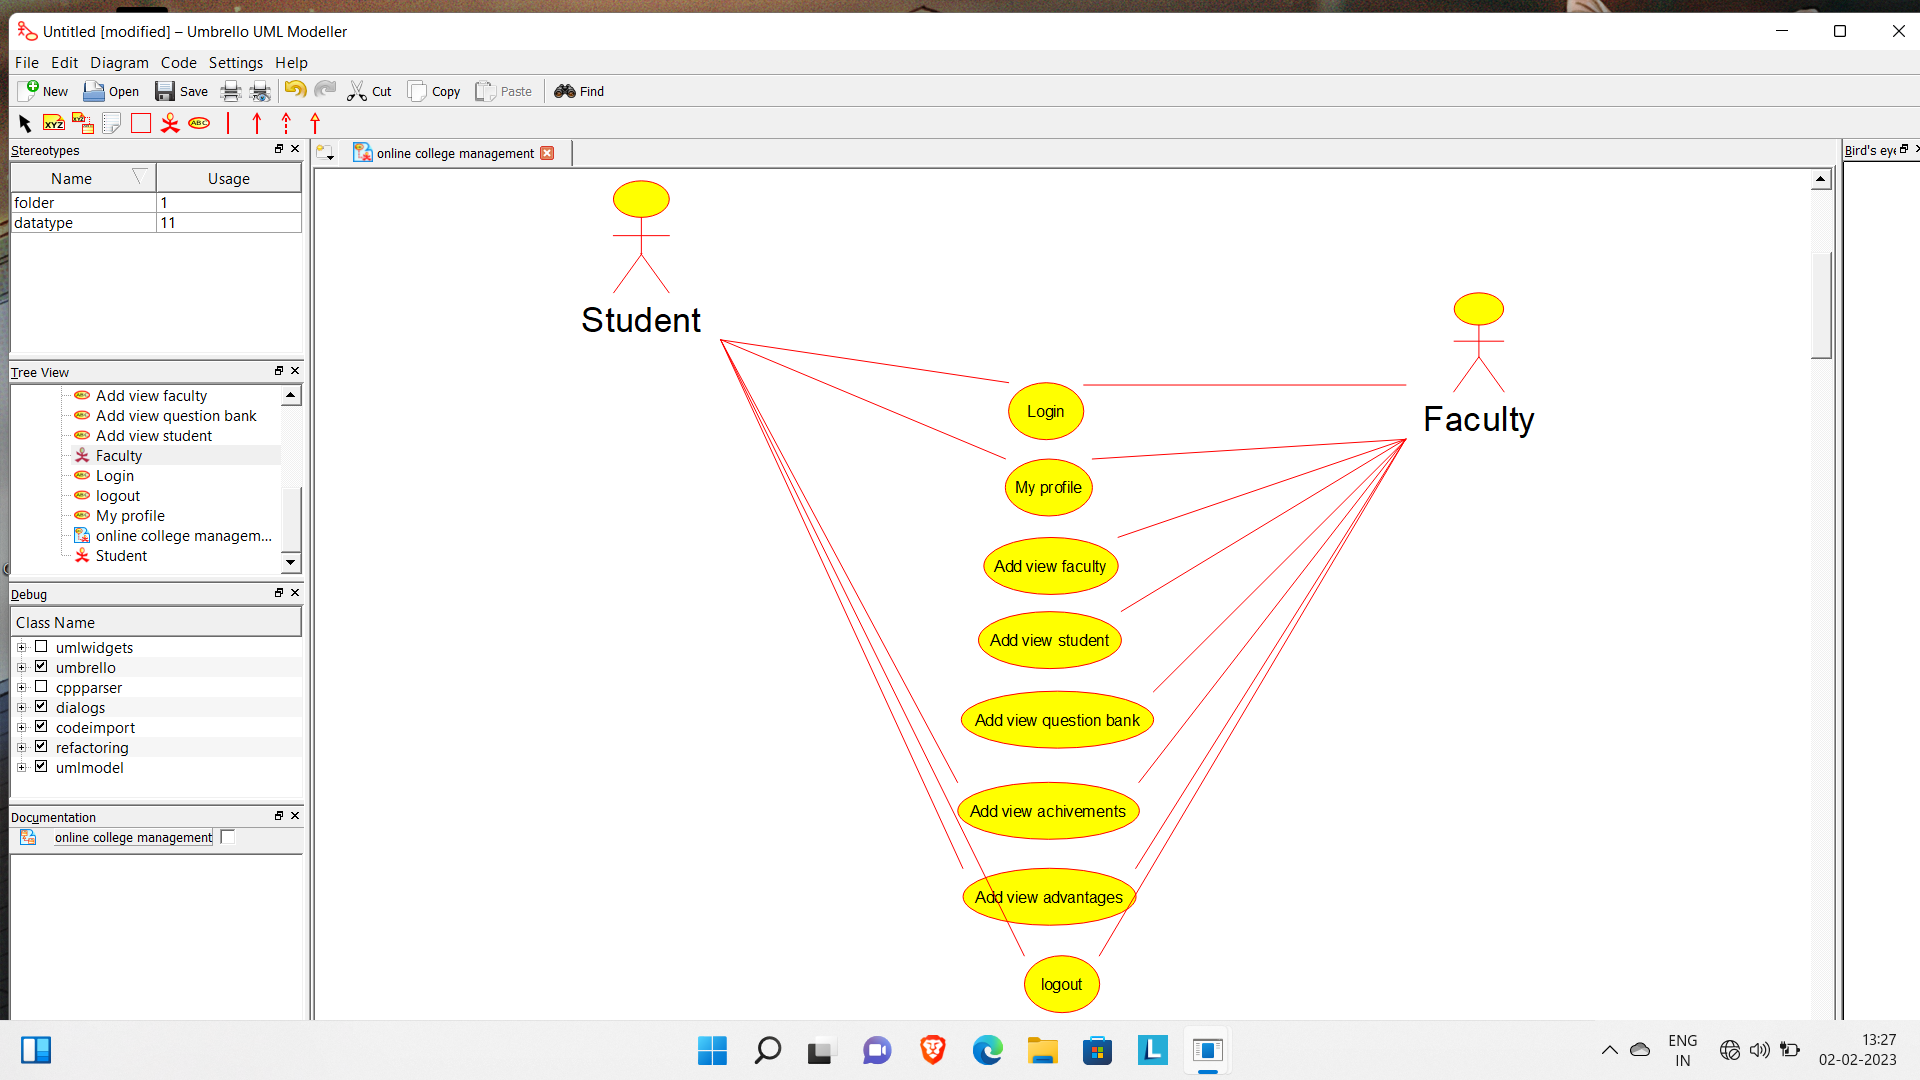 Untitled [modified] – Umbrello UML Modeller
File Edit Diagram Code Settings Help
New Open Save Cut Copy Paste Find
XYZ XYZ ABC
Stereotypes
Name Usage
folder 1
datatype 11
Tree View
Add view faculty
Add view question bank
Add view student
Faculty
Login
logout
My profile
online college managem...
Student
Debug
Class Name
umlwidgets
umbrello
cppparser
dialogs
codeimport
refactoring
umlmodel
Documentation
online college management
online college management
Bird's eye
Student
Faculty
Login
My profile
Add view faculty
Add view student
Add view question bank
Add view achivements
Add view advantages
logout
L
ENG
IN
13:27
02-02-2023